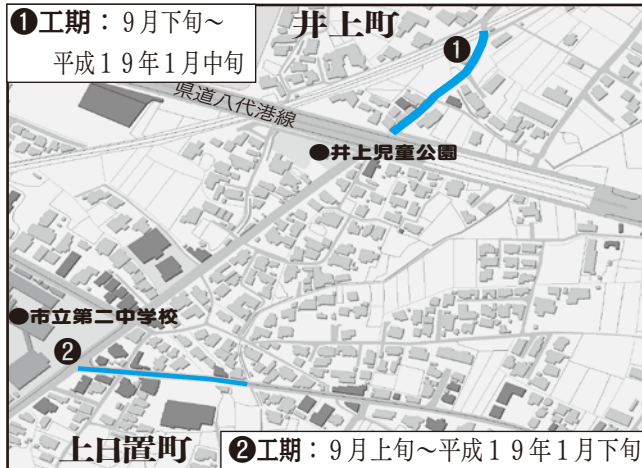 ❶工期：９月下旬～
平成１９年１月中旬
井上町
❶
県道八代港線
●井上児童公園
●市立第二中学校
❷
上日置町
❷工期：９月上旬～平成１９年１月下旬